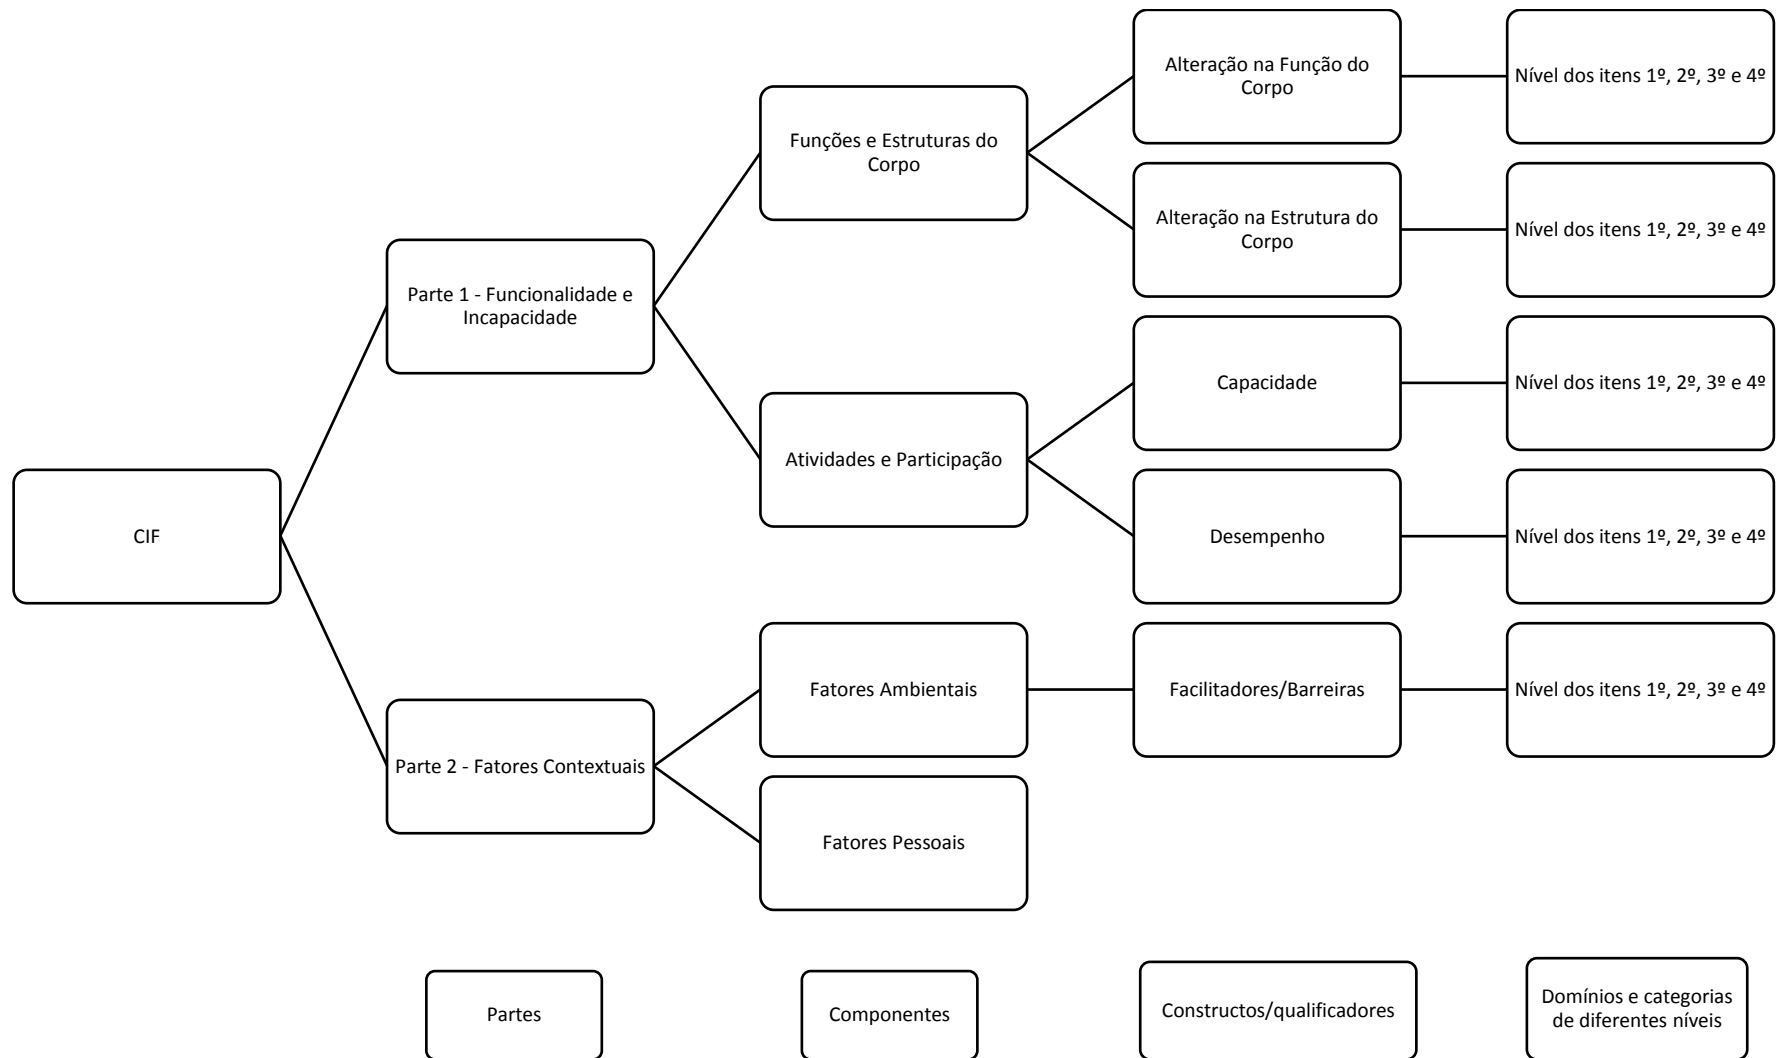 Alteração na Função do
Corpo
Nível dos itens 1º, 2º, 3º e 4º
Funções e Estruturas do
Corpo
Alteração na Estrutura do
Corpo
Nível dos itens 1º, 2º, 3º e 4º
Parte 1 - Funcionalidade e
Incapacidade
Capacidade
Nível dos itens 1º, 2º, 3º e 4º
Atividades e Participação
Desempenho
Nível dos itens 1º, 2º, 3º e 4º
CIF
Fatores Ambientais
Facilitadores/Barreiras
Nível dos itens 1º, 2º, 3º e 4º
Parte 2 - Fatores Contextuais
Fatores Pessoais
Partes
Componentes
Constructos/qualificadores
Domínios e categorias
de diferentes níveis